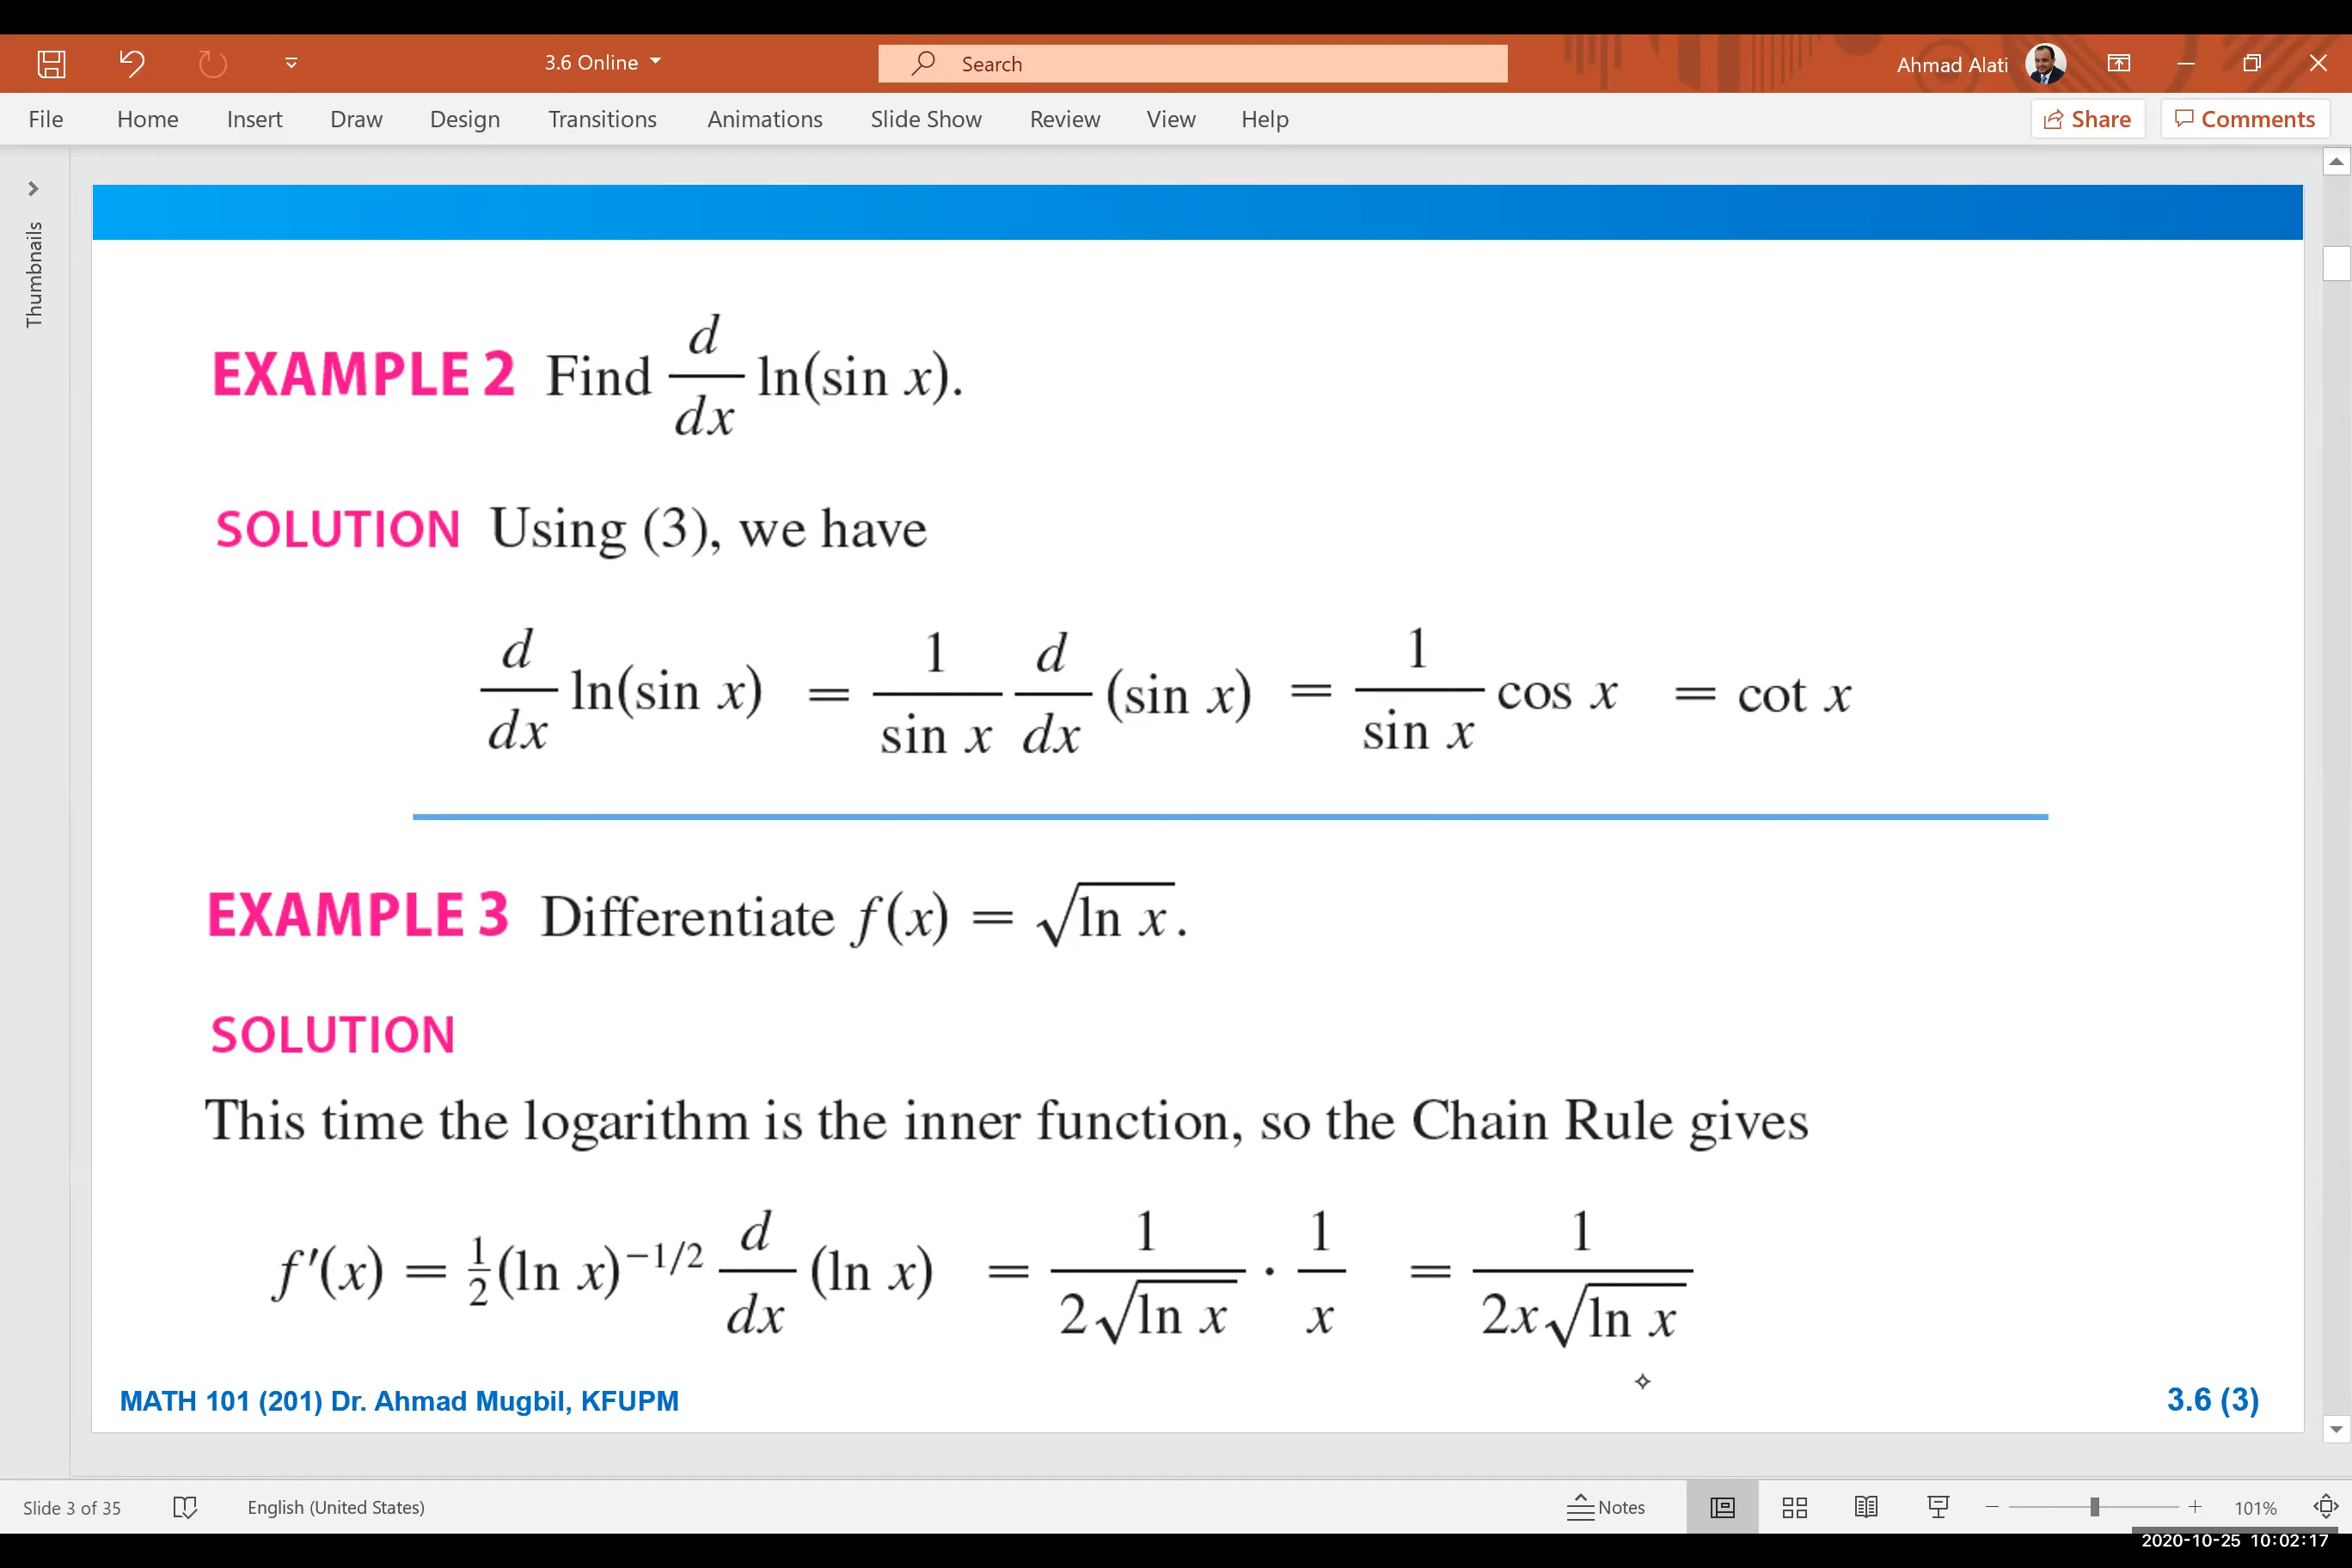 3.6 Online
Search
Ahmad Alati
File Home Insert Draw Design Transitions Animations Slide Show Review View Help
Share Comments
Thumbnails
EXAMPLE 2 Find d/dx ln(sin x).
SOLUTION Using (3), we have
d/dx ln(sin x) = 1/sin x d/dx (sin x) = 1/sin x cos x = cot x
EXAMPLE 3 Differentiate f(x) = √ln x.
SOLUTION
This time the logarithm is the inner function, so the Chain Rule gives
f′(x) = ½(ln x)^−1/2 d/dx (ln x) = 1/(2√ln x) · 1/x = 1/(2x√ln x)
MATH 101 (201) Dr. Ahmad Mugbil, KFUPM
3.6 (3)
Slide 3 of 35
English (United States)
Notes
101%
2020-10-25 10:02:17